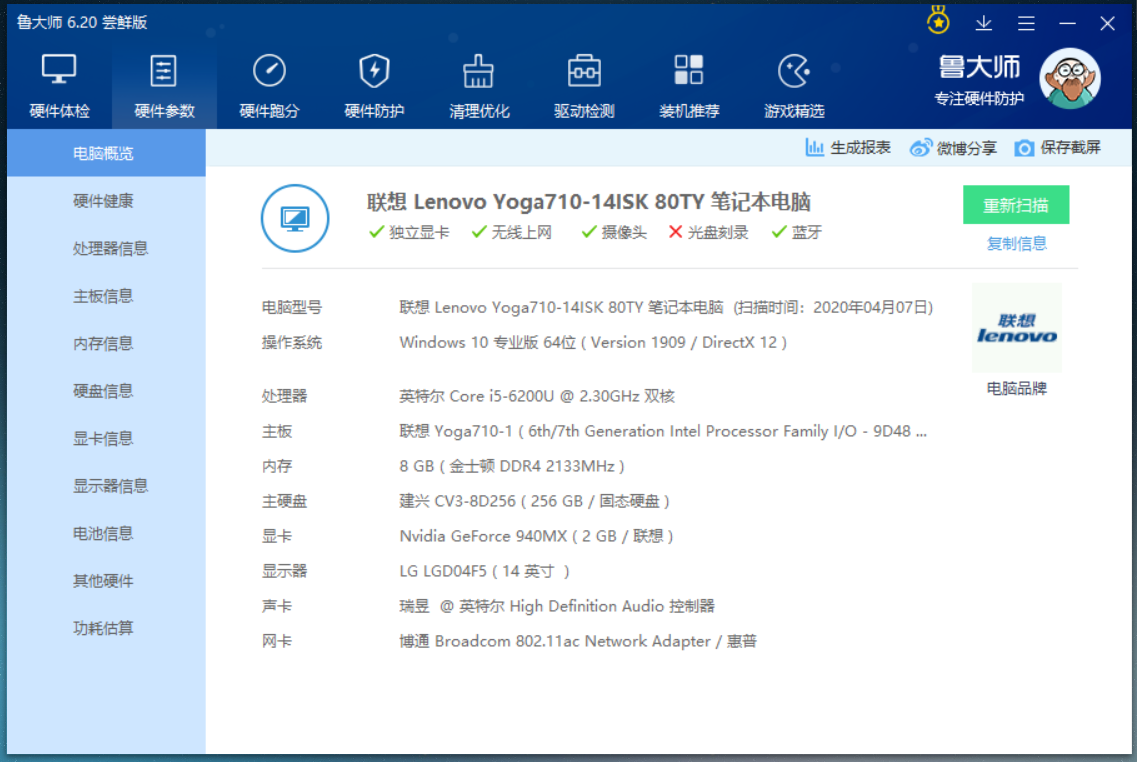 鲁大师 6.20 尝鲜版
硬件体检 硬件参数 硬件跑分 硬件防护 清理优化 驱动检测 装机推荐 游戏精选
鲁大师
专注硬件防护
电脑概览
硬件健康
处理器信息
主板信息
内存信息
硬盘信息
显卡信息
显示器信息
电池信息
其他硬件
功耗估算
生成报表 微博分享 保存截屏
联想 Lenovo Yoga710-14ISK 80TY 笔记本电脑
独立显卡 无线上网 摄像头 光盘刻录 蓝牙
重新扫描
复制信息
电脑型号 联想 Lenovo Yoga710-14ISK 80TY 笔记本电脑 (扫描时间：2020年04月07日)
操作系统 Windows 10 专业版 64位 ( Version 1909 / DirectX 12 )
处理器 英特尔 Core i5-6200U @ 2.30GHz 双核
主板 联想 Yoga710-1 ( 6th/7th Generation Intel Processor Family I/O - 9D48 ...
内存 8 GB ( 金士顿 DDR4 2133MHz )
主硬盘 建兴 CV3-8D256 ( 256 GB / 固态硬盘 )
显卡 Nvidia GeForce 940MX ( 2 GB / 联想 )
显示器 LG LGD04F5 ( 14 英寸 )
声卡 瑞昱 @ 英特尔 High Definition Audio 控制器
网卡 博通 Broadcom 802.11ac Network Adapter / 惠普
联想
lenovo
电脑品牌